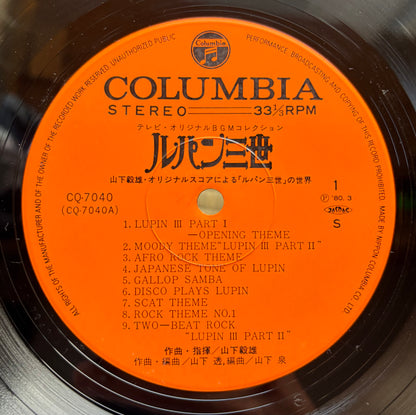 ALL RIGHTS OF THE MANUFACTURER AND OF THE OWNER OF THE RECORDED WORK RESERVED. UNAUTHORIZED PUBLIC PERFORMANCE, BROADCASTING AND COPYING OF THIS RECORD PROHIBITED. MADE BY NIPPON COLUMBIA CO. LTD.
Columbia
COLUMBIA
STEREO 33⅓RPM
テレビ・オリジナルBGMコレクション
ルパン三世
山下毅雄・オリジナルスコアによる「ルパン三世」の世界
CQ-7040
(CQ-7040A)
1
Ⓟ '80. 3
S
1. LUPIN III PART I
—OPENING THEME
2. MOODY THEME "LUPIN III PART II"
3. AFRO ROCK THEME
4. JAPANESE TONE OF LUPIN
5. GALLOP SAMBA
6. DISCO PLAYS LUPIN
7. SCAT THEME
8. ROCK THEME NO.1
9. TWO—BEAT ROCK
"LUPIN III PART II"
作曲・指揮／山下毅雄
作曲・編曲／山下 透、編曲／山下 泉